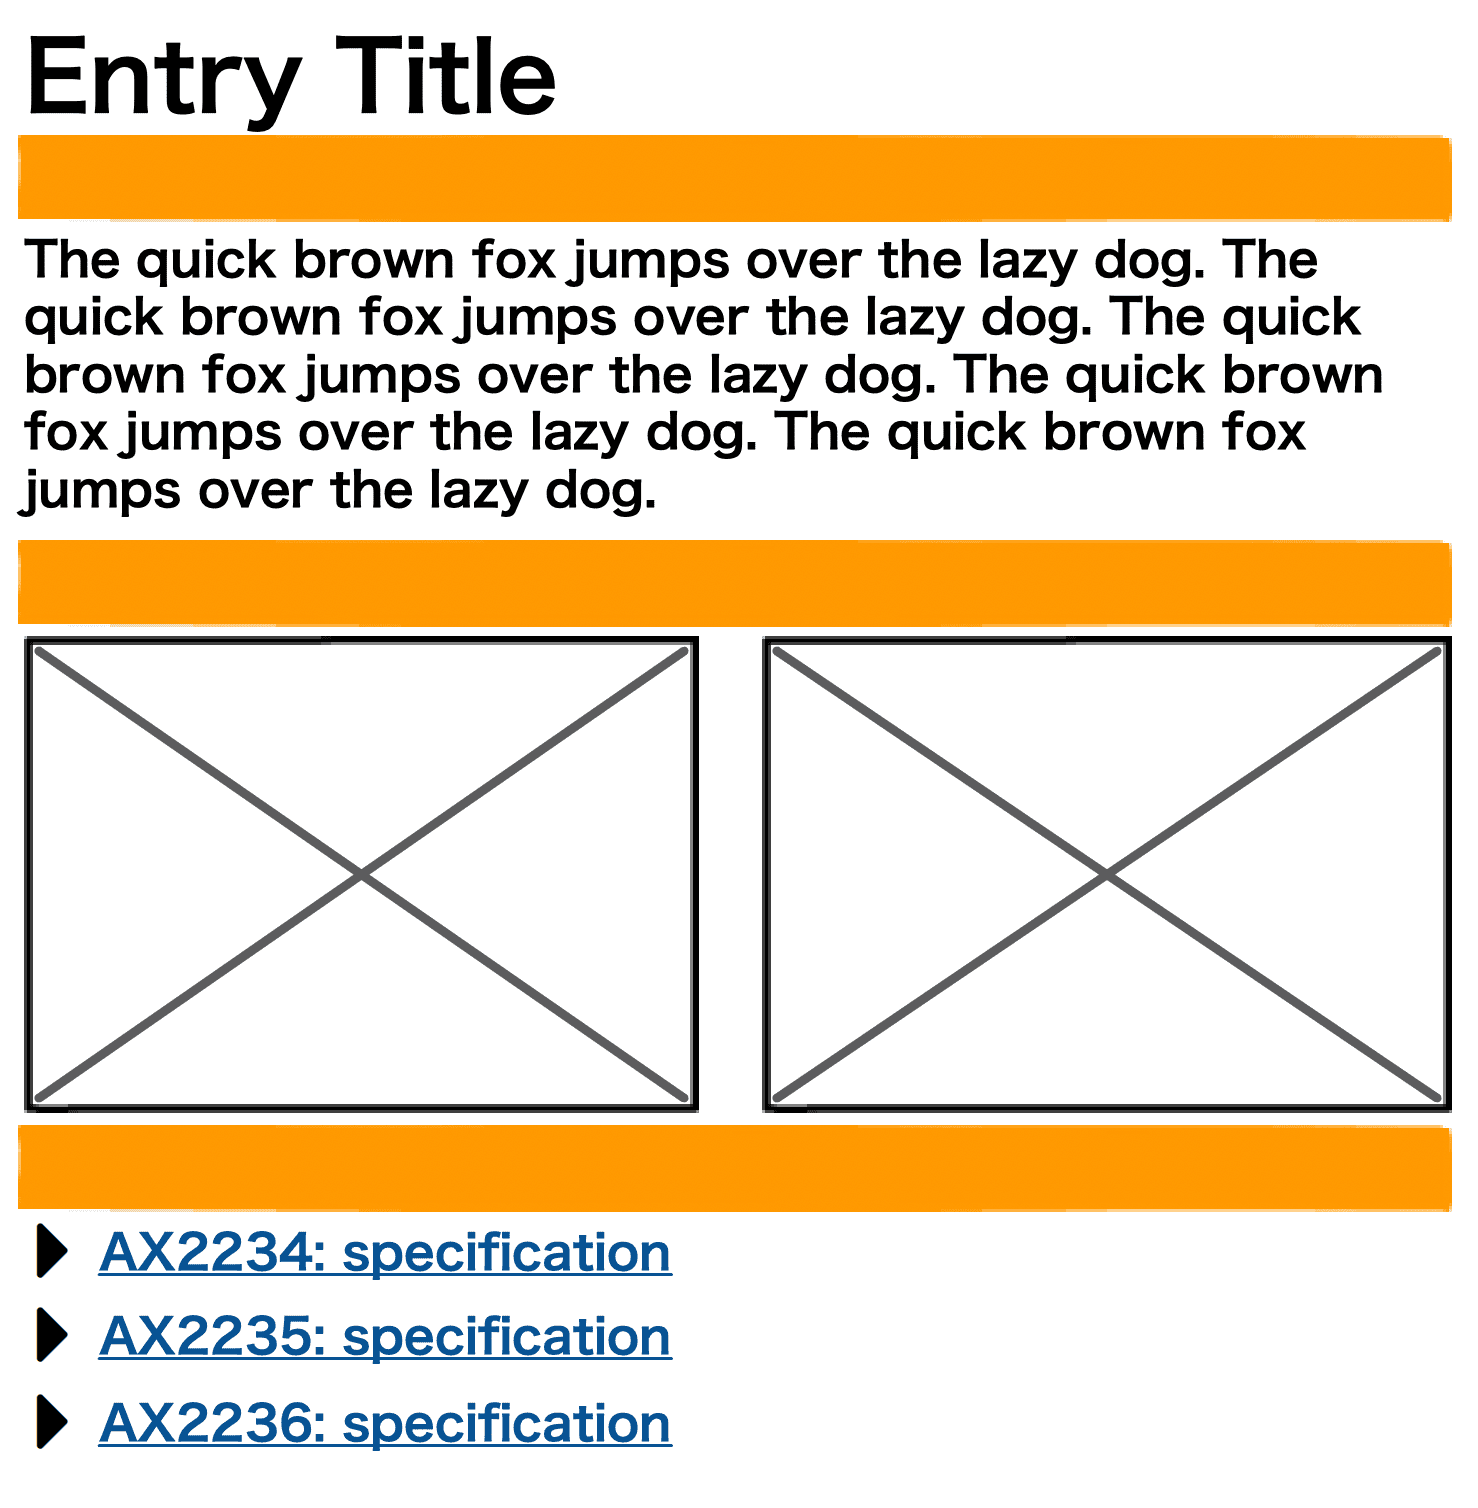 Entry Title
The quick brown fox jumps over the lazy dog. The
quick brown fox jumps over the lazy dog. The quick
brown fox jumps over the lazy dog. The quick brown
fox jumps over the lazy dog. The quick brown fox
jumps over the lazy dog.
AX2234: specification
AX2235: specification
AX2236: specification